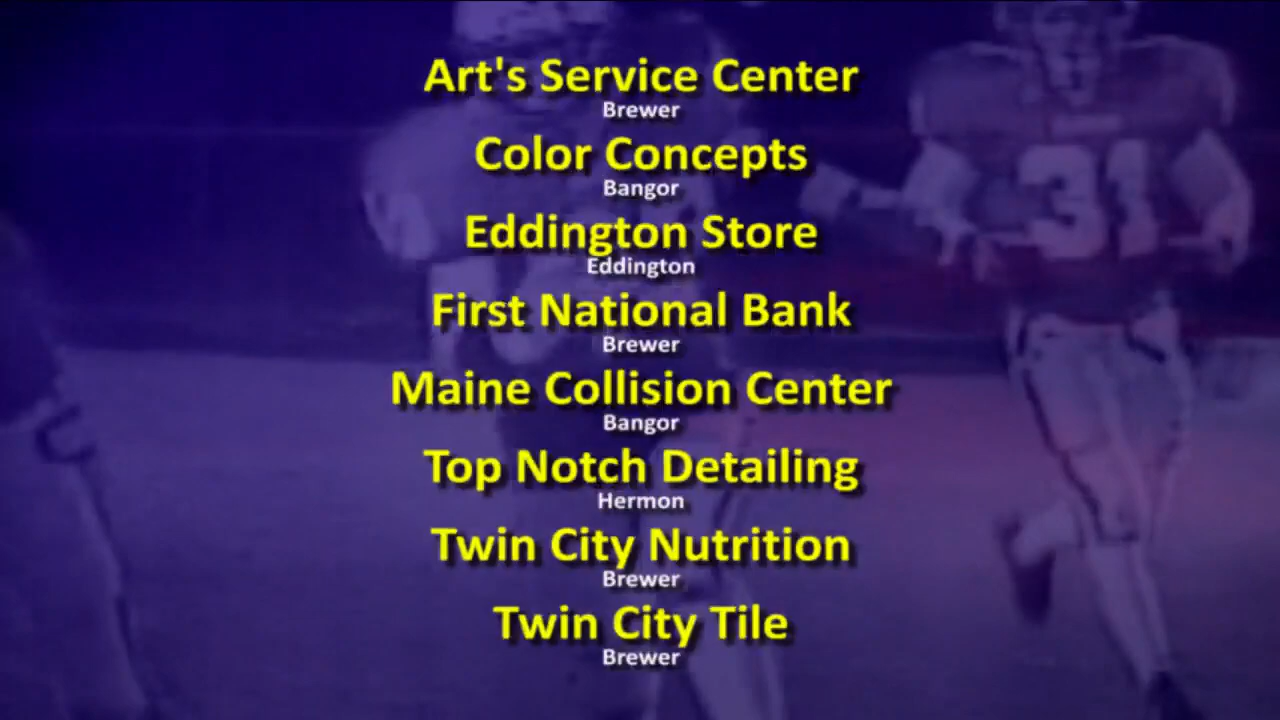 Art's Service Center
Brewer
Color Concepts
Bangor
Eddington Store
Eddington
First National Bank
Brewer
Maine Collision Center
Bangor
Top Notch Detailing
Hermon
Twin City Nutrition
Brewer
Twin City Tile
Brewer
31